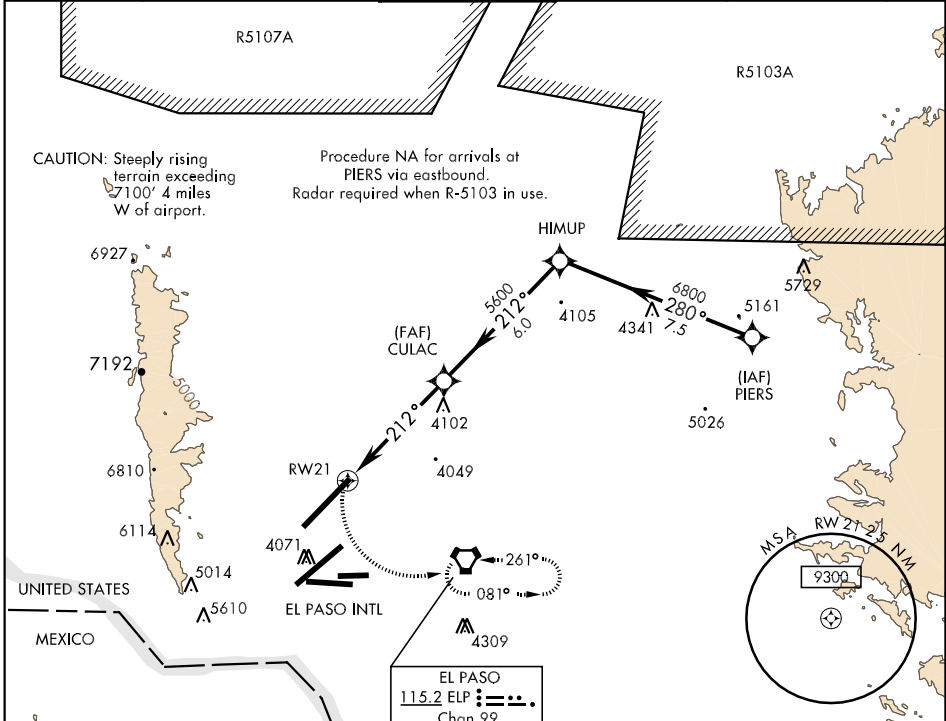 R5107A
R5103A
CAUTION: Steeply rising
terrain exceeding
7100' 4 miles
W of airport.
Procedure NA for arrivals at
PIERS via eastbound.
Radar required when R-5103 in use.
HIMUP
6927
5729
5600
212°
6.0
4105
6800
280°
7.5
4341
5161
(FAF)
CULAC
(IAF)
PIERS
7192
5000
4102
212°
5026
4049
RW21
6810
6114
4071
261°
081°
MSA RW 21 25 NM
9300
5014
5610
UNITED STATES
EL PASO INTL
MEXICO
4309
EL PASO
115.2 ELP
Chan 99